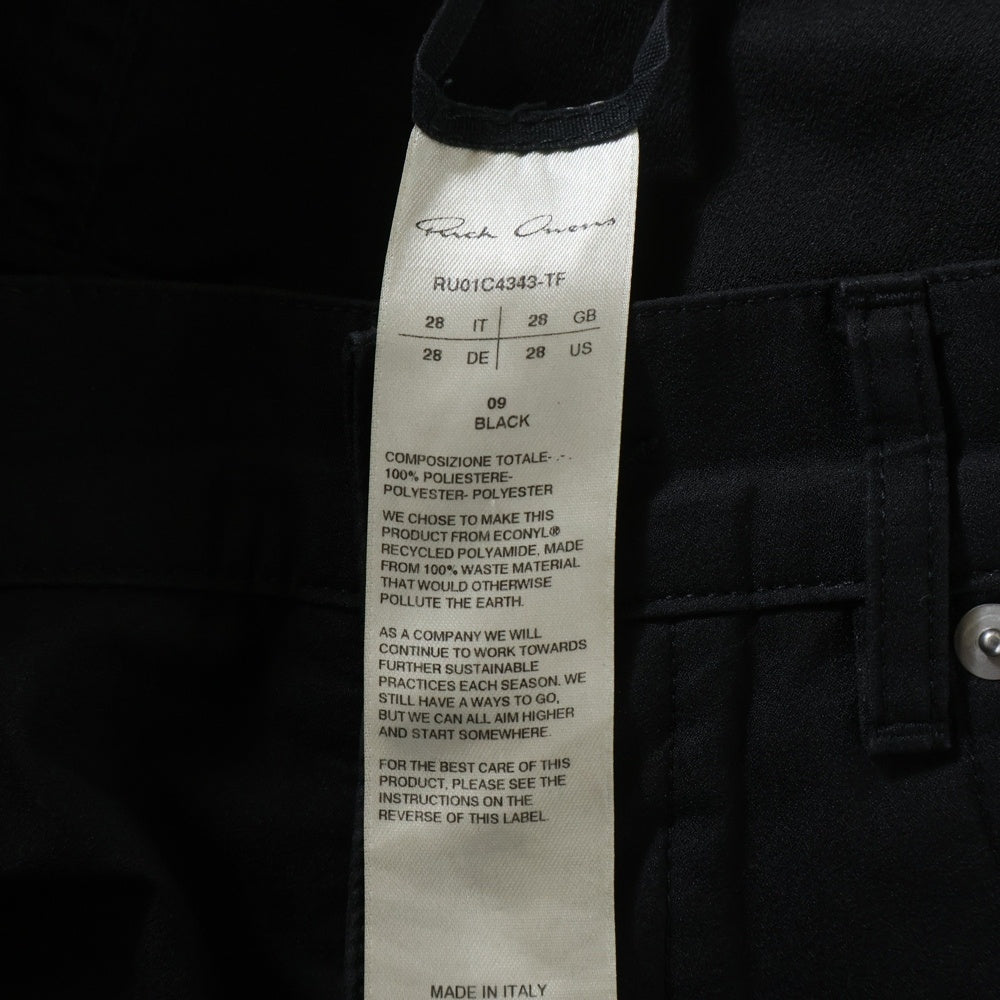 Rick Owens
RU01C4343-TF
28 IT 28 GB
28 DE 28 US
09
BLACK
COMPOSIZIONE TOTALE- .-.
100% POLIESTERE-
POLYESTER- POLYESTER
WE CHOSE TO MAKE THIS
PRODUCT FROM ECONYL®
RECYCLED POLYAMIDE, MADE
FROM 100% WASTE MATERIAL
THAT WOULD OTHERWISE
POLLUTE THE EARTH.
AS A COMPANY WE WILL
CONTINUE TO WORK TOWARDS
FURTHER SUSTAINABLE
PRACTICES EACH SEASON. WE
STILL HAVE A WAYS TO GO,
BUT WE CAN ALL AIM HIGHER
AND START SOMEWHERE.
FOR THE BEST CARE OF THIS
PRODUCT, PLEASE SEE THE
INSTRUCTIONS ON THE
REVERSE OF THIS LABEL.
MADE IN ITALY